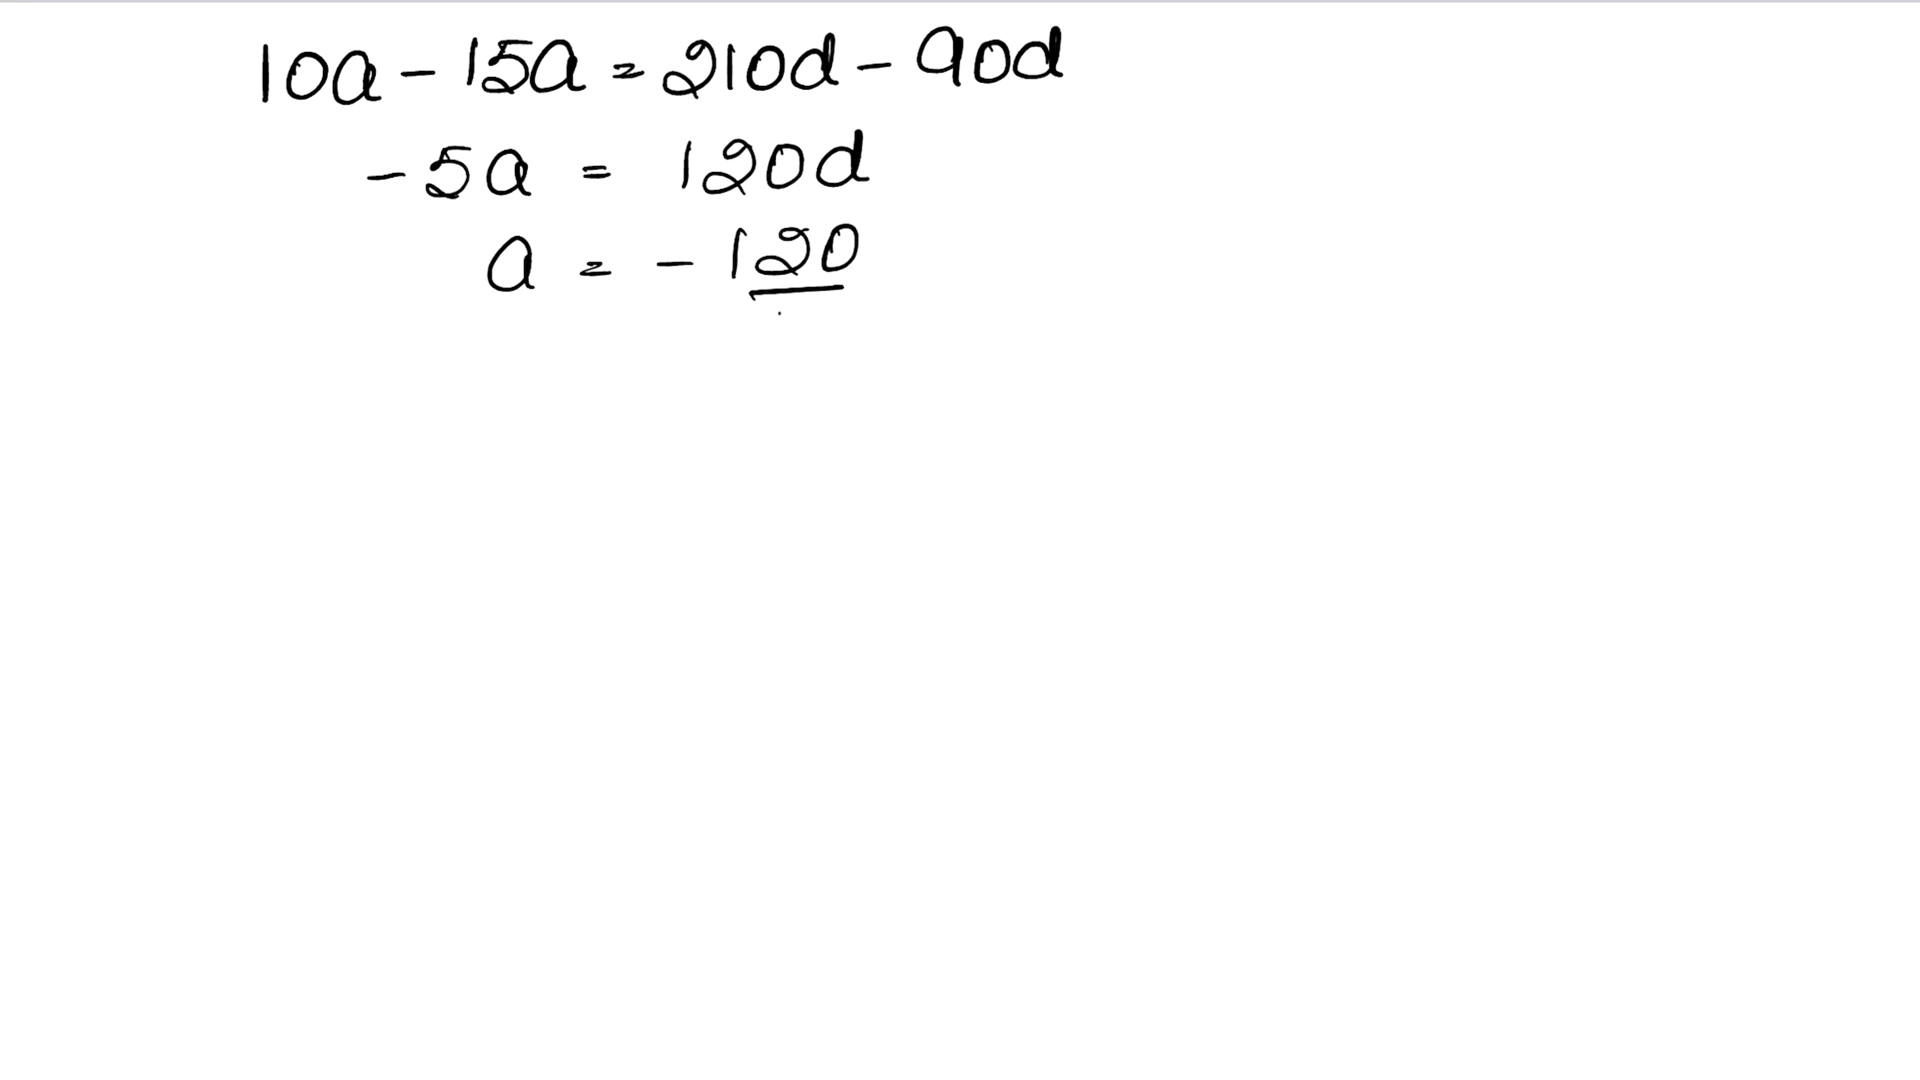 10a - 15a = 210d - 90d
-5a = 120d
a = -120